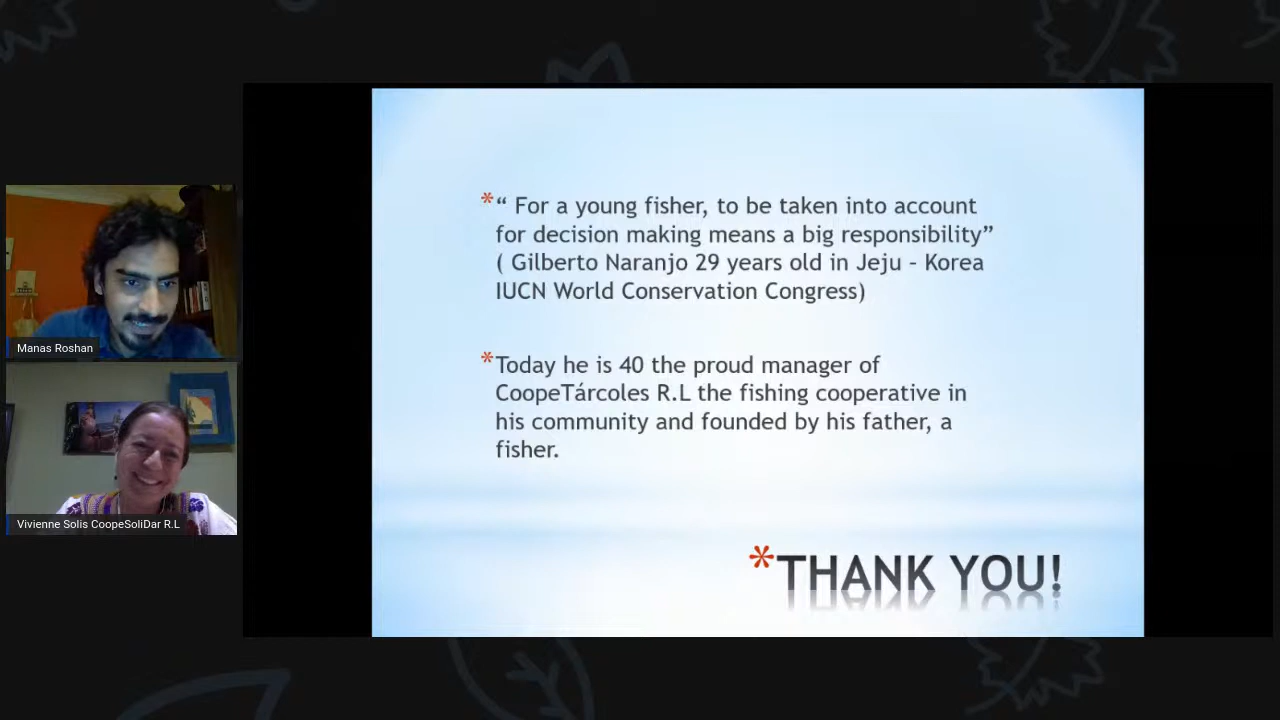 Manas Roshan
Vivienne Solis CoopeSoliDar R.L
*“ For a young fisher, to be taken into account
for decision making means a big responsibility”
( Gilberto Naranjo 29 years old in Jeju – Korea
IUCN World Conservation Congress)
*Today he is 40 the proud manager of
CoopeTárcoles R.L the fishing cooperative in
his community and founded by his father, a
fisher.
*THANK YOU!